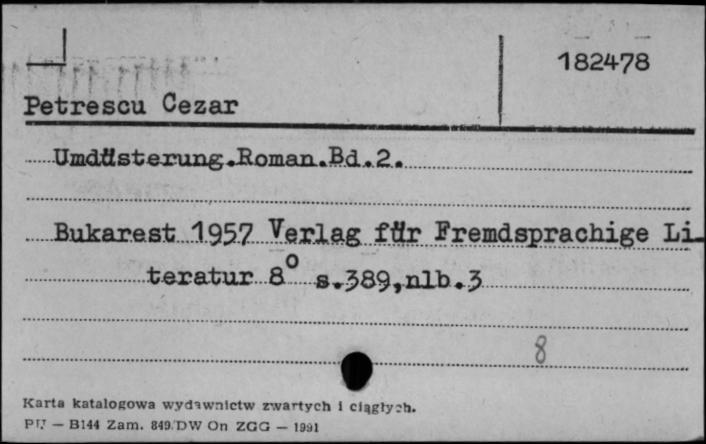 182478
Petrescu Cezar
Umdüsterung.Roman.Bd.2.
Bukarest 1957 Verlag für Fremdsprachige Li-
teratur 8° s.389,nlb.3
8
Karta katalogowa wydawnictw zwartych i ciągłych.
PU — B144 Zam. 849/DW On ZGG — 1991